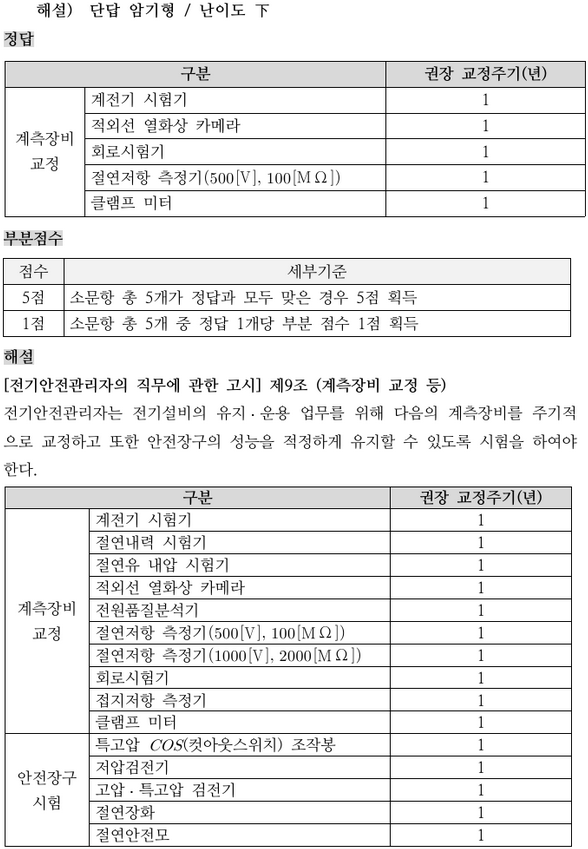 해설) 단답 암기형 / 난이도 下
정답
구분 권장 교정주기(년)
계측장비 교정
계전기 시험기 1
적외선 열화상 카메라 1
회로시험기 1
절연저항 측정기(500[V], 100[MΩ]) 1
클램프 미터 1
부분점수
점수 세부기준
5점 소문항 총 5개가 정답과 모두 맞은 경우 5점 획득
1점 소문항 총 5개 중 정답 1개당 부분 점수 1점 획득
해설
[전기안전관리자의 직무에 관한 고시] 제9조 (계측장비 교정 등)
전기안전관리자는 전기설비의 유지·운용 업무를 위해 다음의 계측장비를 주기적
으로 교정하고 또한 안전장구의 성능을 적정하게 유지할 수 있도록 시험을 하여야
한다.
구분 권장 교정주기(년)
계측장비 교정
계전기 시험기 1
절연내력 시험기 1
절연유 내압 시험기 1
적외선 열화상 카메라 1
전원품질분석기 1
절연저항 측정기(500[V], 100[MΩ]) 1
절연저항 측정기(1000[V], 2000[MΩ]) 1
회로시험기 1
접지저항 측정기 1
클램프 미터 1
안전장구 시험
특고압 COS(컷아웃스위치) 조작봉 1
저압검전기 1
고압·특고압 검전기 1
절연장화 1
절연안전모 1